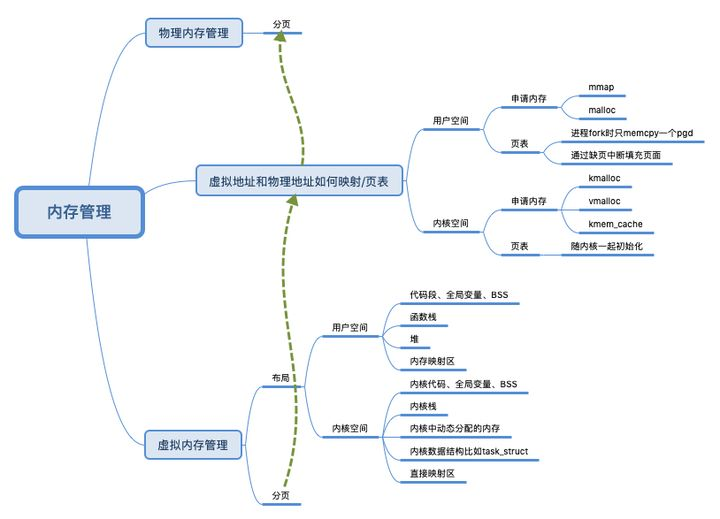 物理内存管理
分页
mmap
申请内存
malloc
用户空间
进程fork时只memcpy一个pgd
页表
通过缺页中断填充页面
虚拟地址和物理地址如何映射/页表
kmalloc
申请内存
vmalloc
内核空间
kmem_cache
页表
随内核一起初始化
内存管理
代码段、全局变量、BSS
函数栈
用户空间
堆
内存映射区
布局
内核代码、全局变量、BSS
内核栈
内核空间
内核中动态分配的内存
虚拟内存管理
内核数据结构比如task_struct
直接映射区
分页